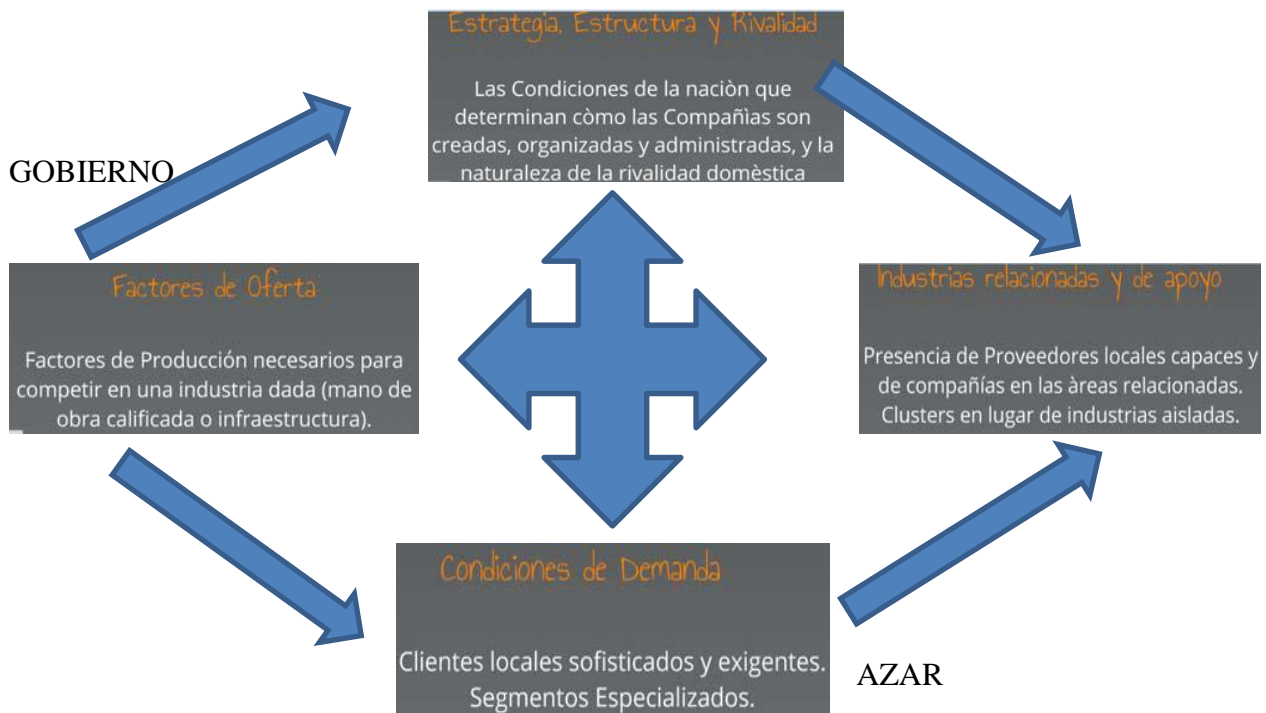 Estrategia, Estructura y Rivalidad
Las Condiciones de la naciòn que
determinan còmo las Compañìas son
creadas, organizadas y administradas, y la
naturaleza de la rivalidad domèstica
GOBIERNO
Factores de Oferta
Factores de Producción necesarios para
competir en una industria dada (mano de
obra calificada o infraestructura).
Industrias relacionadas y de apoyo
Presencia de Proveedores locales capaces y
de compañías en las àreas relacionadas.
Clusters en lugar de industrias aisladas.
Condiciones de Demanda
Clientes locales sofisticados y exigentes.
Segmentos Especializados.
AZAR